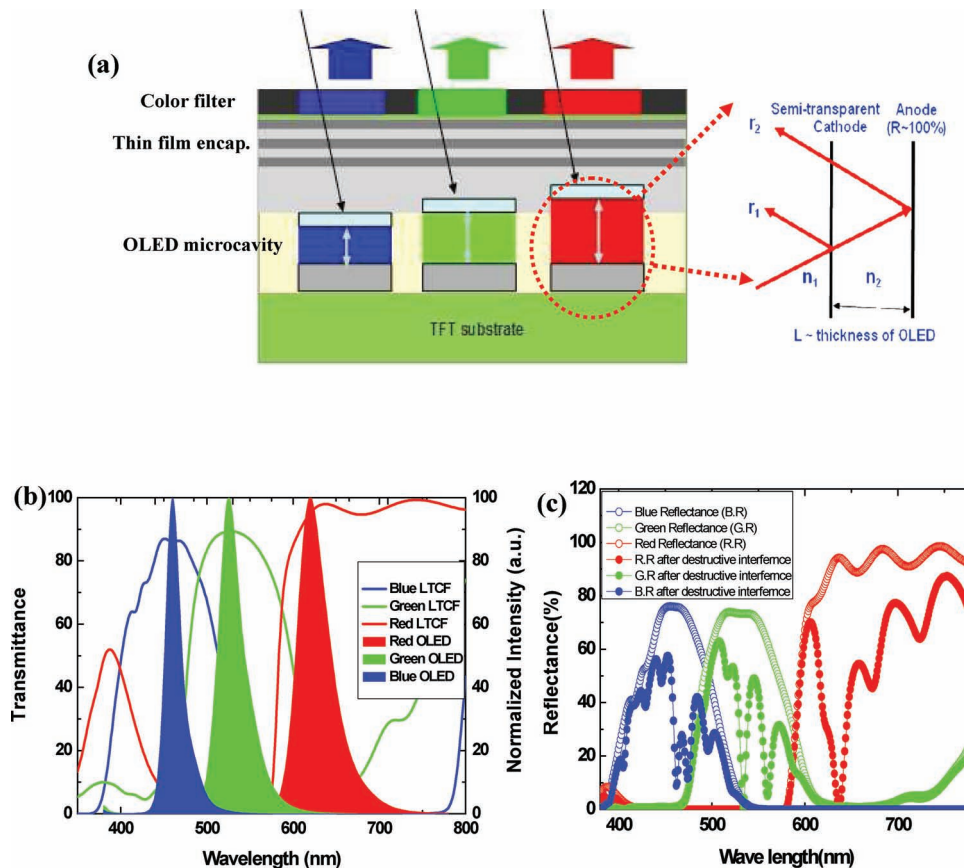 (a)
Color filter
Thin film encap.
OLED microcavity
TFT substrate
Semi-transparent
Cathode
Anode
(R~100%)
r2
r1
n1
n2
L ~ thickness of OLED
(b)
Transmittance
100
80
60
40
20
0
400
500
600
700
800
Wavelength (nm)
100
80
60
40
20
0
Normalized Intensity (a.u.)
Blue LTCF
Green LTCF
Red LTCF
Red OLED
Green OLED
Blue OLED
(c)
Reflectance(%)
120
100
80
60
40
20
0
400
500
600
700
Wave length(nm)
Blue Reflectance (B.R)
Green Reflectance (G.R)
Red Reflectance (R.R)
R.R after destructive interfernce
G.R after destructive interfernce
B.R after destructive interfernce